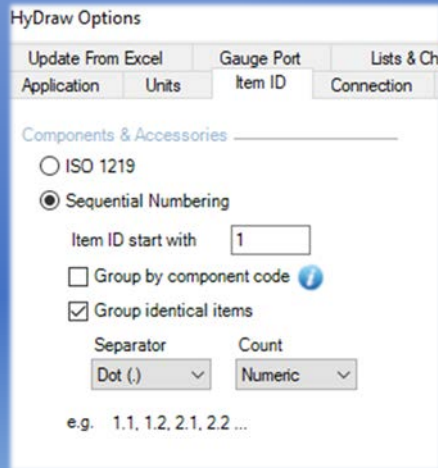 HyDraw Options
Update From Excel Gauge Port Lists & Ch
Application Units Item ID Connection
Components & Accessories
ISO 1219
Sequential Numbering
Item ID start with 1
Group by component code i
Group identical items
Separator Count
Dot (.) Numeric
e.g. 1.1, 1.2, 2.1, 2.2 ...